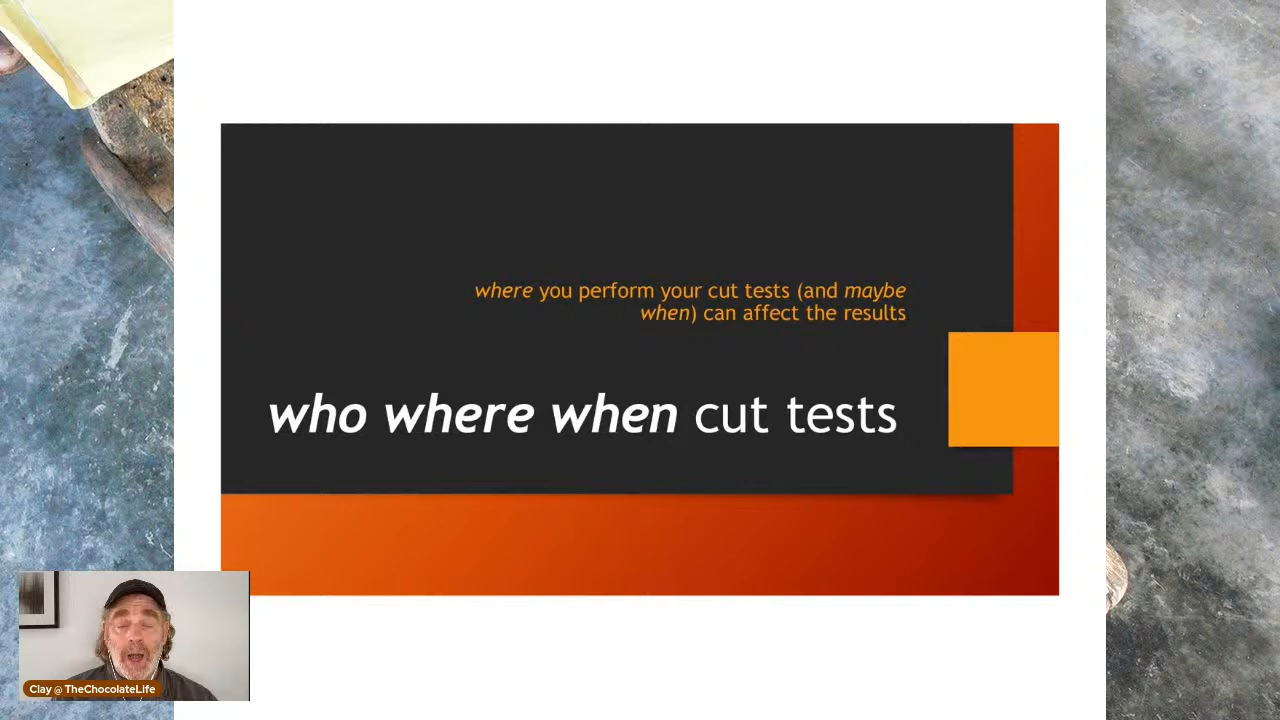 where you perform your cut tests (and maybe
when) can affect the results
who where when cut tests
Clay @ TheChocolateLife